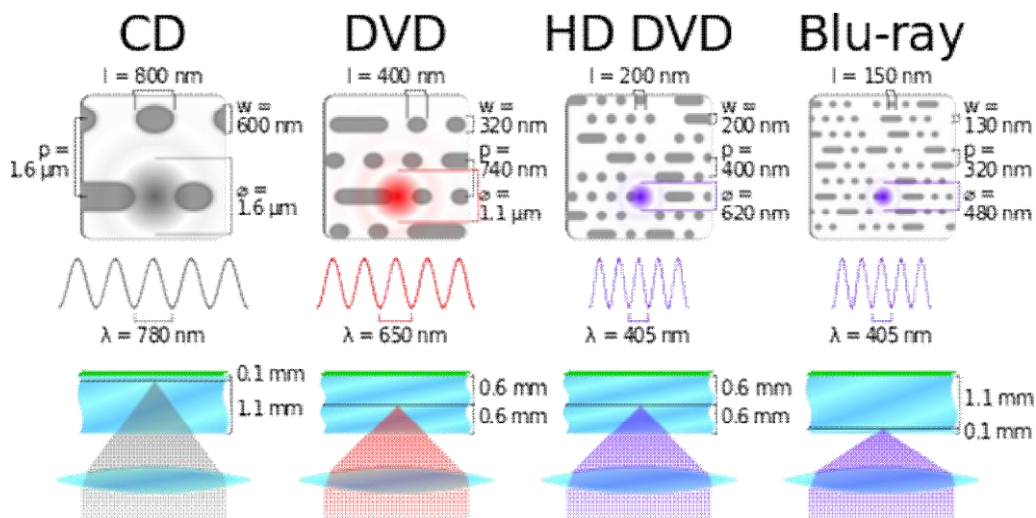 CD
DVD
HD DVD
Blu-ray
l = 800 nm
w =
600 nm
p =
1.6 µm
⌀ =
1.6 µm
l = 400 nm
w =
320 nm
p =
740 nm
⌀ =
1.1 µm
l = 200 nm
w =
200 nm
p =
400 nm
⌀ =
620 nm
l = 150 nm
w =
130 nm
p =
320 nm
⌀ =
480 nm
λ = 780 nm
λ = 650 nm
λ = 405 nm
λ = 405 nm
0.1 mm
1.1 mm
0.6 mm
0.6 mm
0.6 mm
0.6 mm
1.1 mm
0.1 mm